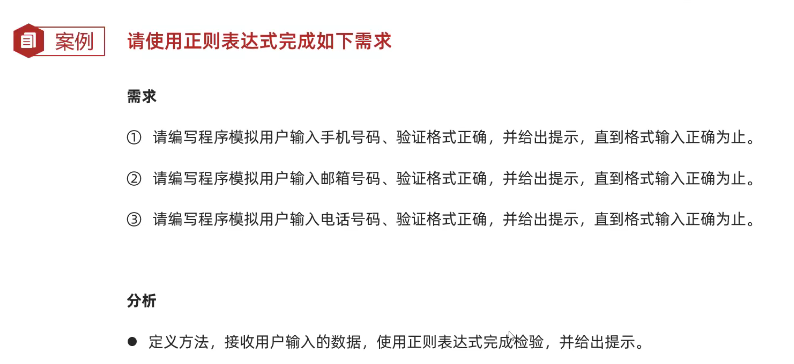 案例
请使用正则表达式完成如下需求
需求
① 请编写程序模拟用户输入手机号码、验证格式正确，并给出提示，直到格式输入正确为止。
② 请编写程序模拟用户输入邮箱号码、验证格式正确，并给出提示，直到格式输入正确为止。
③ 请编写程序模拟用户输入电话号码、验证格式正确，并给出提示，直到格式输入正确为止。
分析
● 定义方法，接收用户输入的数据，使用正则表达式完成检验，并给出提示。